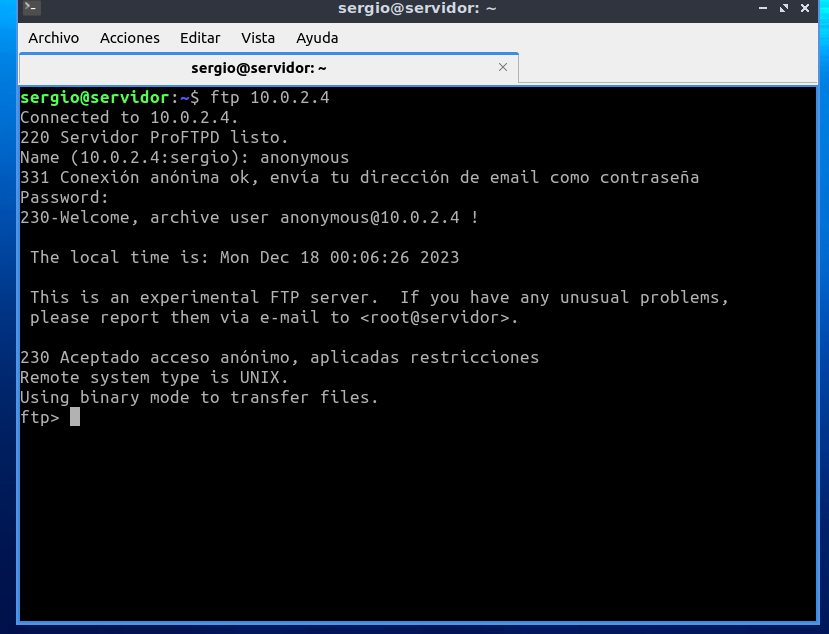 sergio@servidor: ~
Archivo Acciones Editar Vista Ayuda
sergio@servidor: ~
sergio@servidor:~$ ftp 10.0.2.4
Connected to 10.0.2.4.
220 Servidor ProFTPD listo.
Name (10.0.2.4:sergio): anonymous
331 Conexión anónima ok, envía tu dirección de email como contraseña
Password:
230-Welcome, archive user anonymous@10.0.2.4 !
The local time is: Mon Dec 18 00:06:26 2023
This is an experimental FTP server.  If you have any unusual problems,
please report them via e-mail to <root@servidor>.
230 Aceptado acceso anónimo, aplicadas restricciones
Remote system type is UNIX.
Using binary mode to transfer files.
ftp>